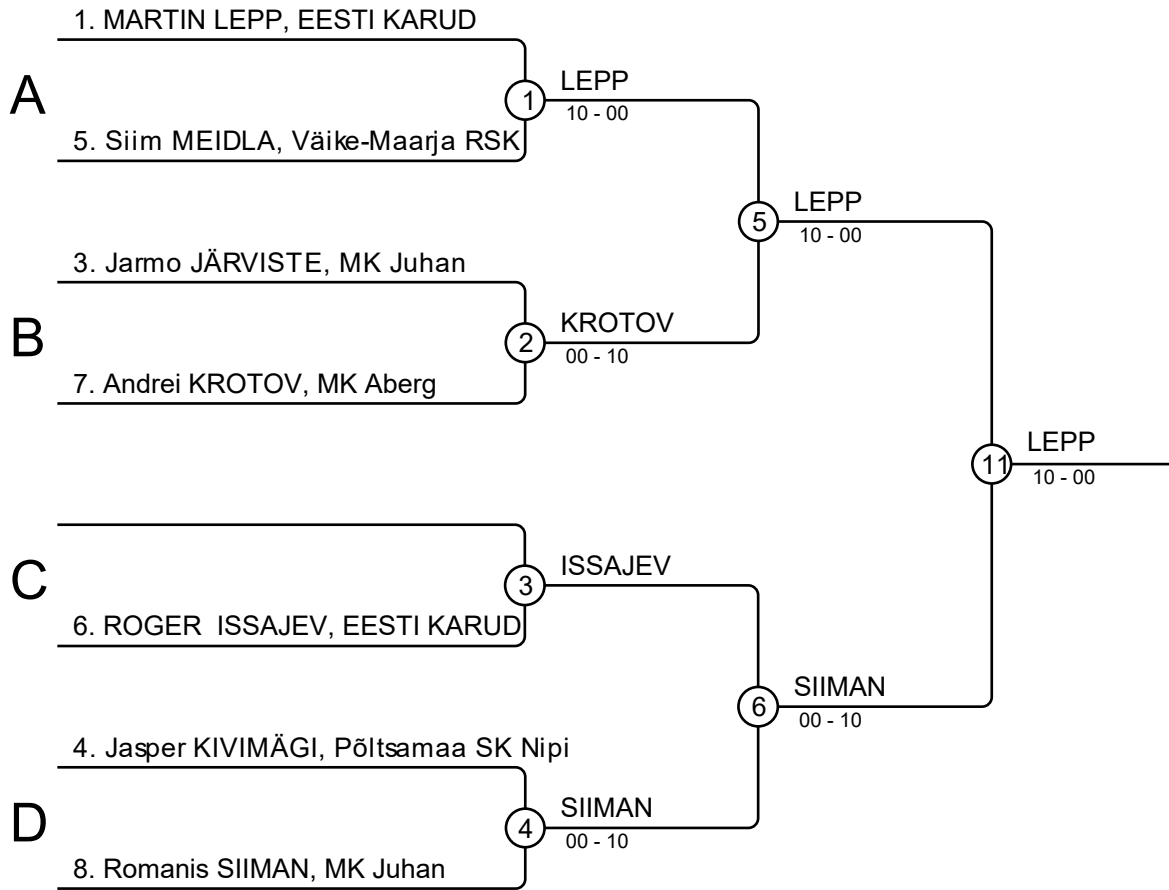 1. MARTIN LEPP, EESTI KARUD
A
1
LEPP
10 - 00
5. Siim MEIDLA, Väike-Maarja RSK
5
LEPP
10 - 00
3. Jarmo JÄRVISTE, MK Juhan
B
2
KROTOV
00 - 10
7. Andrei KROTOV, MK Aberg
11
LEPP
10 - 00
C
3
ISSAJEV
6. ROGER ISSAJEV, EESTI KARUD
6
SIIMAN
00 - 10
4. Jasper KIVIMÄGI, Põltsamaa SK Nipi
D
4
SIIMAN
00 - 10
8. Romanis SIIMAN, MK Juhan